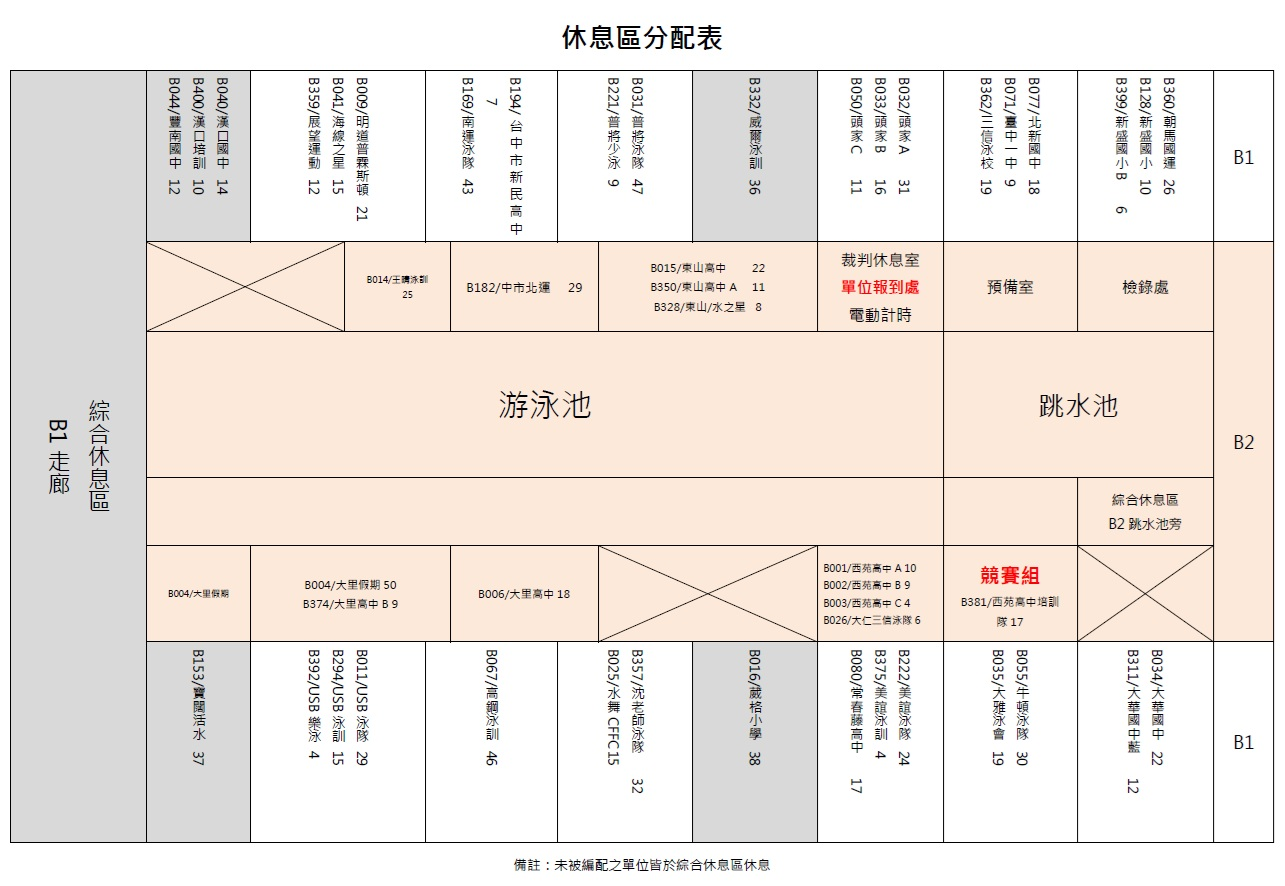 休息區分配表
綜合休息區
B1 走廊
B040/漢口國中 14
B400/漢口培訓 10
B044/豐南國中 12
B009/明道普霖斯頓 21
B041/海線之星 15
B359/展望運動 12
B194/台中市新民高中
7
B169/南運泳隊 43
B031/普將泳隊 47
B221/普將少泳 9
B332/威爾泳訓 36
B032/頭家 A 31
B033/頭家 B 16
B050/頭家 C 11
B077/北新國中 18
B071/臺中一中 9
B362/三信泳校 19
B360/朝馬國運 26
B128/新盛國小 10
B399/新盛國小 B 6
B1
B014/王瞕泳訓
25
B182/中市北運 29
B015/東山高中 22
B350/東山高中 A 11
B328/東山/水之星 8
裁判休息室
單位報到處
電動計時
預備室
檢錄處
游泳池
跳水池
B2
綜合休息區
B2 跳水池旁
B004/大里假期
B004/大里假期 50
B374/大里高中 B 9
B006/大里高中 18
B001/西苑高中 A 10
B002/西苑高中 B 9
B003/西苑高中 C 4
B026/大仁三信泳隊 6
競賽組
B381/西苑高中培訓
隊 17
B153/寶閎活水 37
B011/USB 泳隊 29
B294/USB 泳訓 15
B392/USB 樂泳 4
B067/高鋼泳訓 46
B357/沈老師泳隊 32
B025/水舞 CFFC 15
B016/葳格小學 38
B222/美誼泳隊 24
B375/美誼泳訓 4
B080/常春藤高中 17
B055/牛頓泳隊 30
B035/大雅泳會 19
B034/大華國中 22
B311/大華國中藍 12
B1
備註：未被編配之單位皆於綜合休息區休息